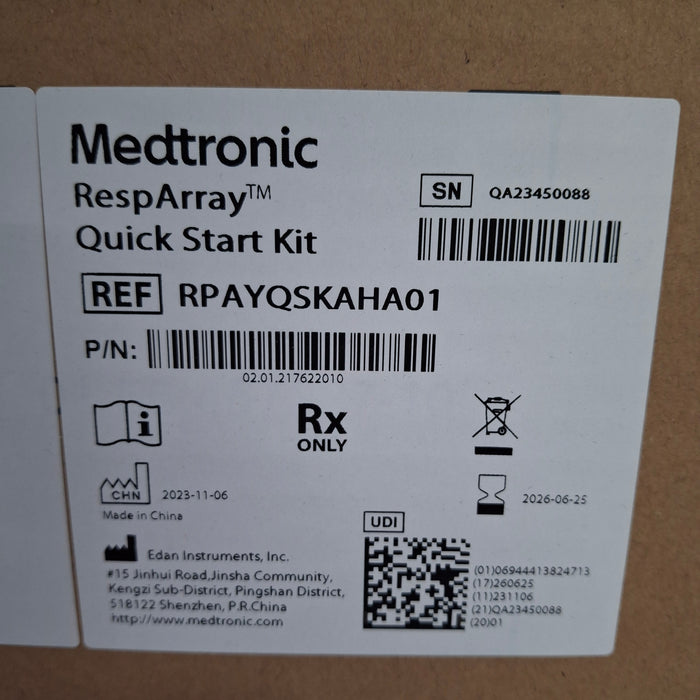 Medtronic
RespArray™
Quick Start Kit
SN QA23450088
REF RPAYQSKAHA01
P/N:
02.01.217622010
i
Rx
ONLY
CHN 2023-11-06
Made in China
2026-06-25
UDI
Edan Instruments, Inc.
#15 Jinhui Road,Jinsha Community,
Kengzi Sub-District, Pingshan District,
518122 Shenzhen, P.R.China
http://www.medtronic.com
(01)06944413824713
(17)260625
(11)231106
(21)QA23450088
(20)01